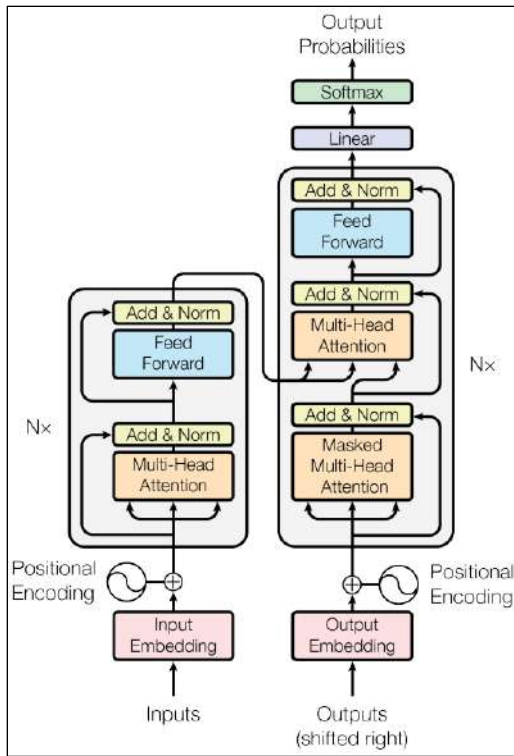 Output
Probabilities
Softmax
Linear
Add & Norm
Feed
Forward
Add & Norm
Multi-Head
Attention
Add & Norm
Masked
Multi-Head
Attention
N×
Add & Norm
Feed
Forward
Add & Norm
Multi-Head
Attention
N×
Positional
Encoding
Positional
Encoding
Input
Embedding
Output
Embedding
Inputs
Outputs
(shifted right)